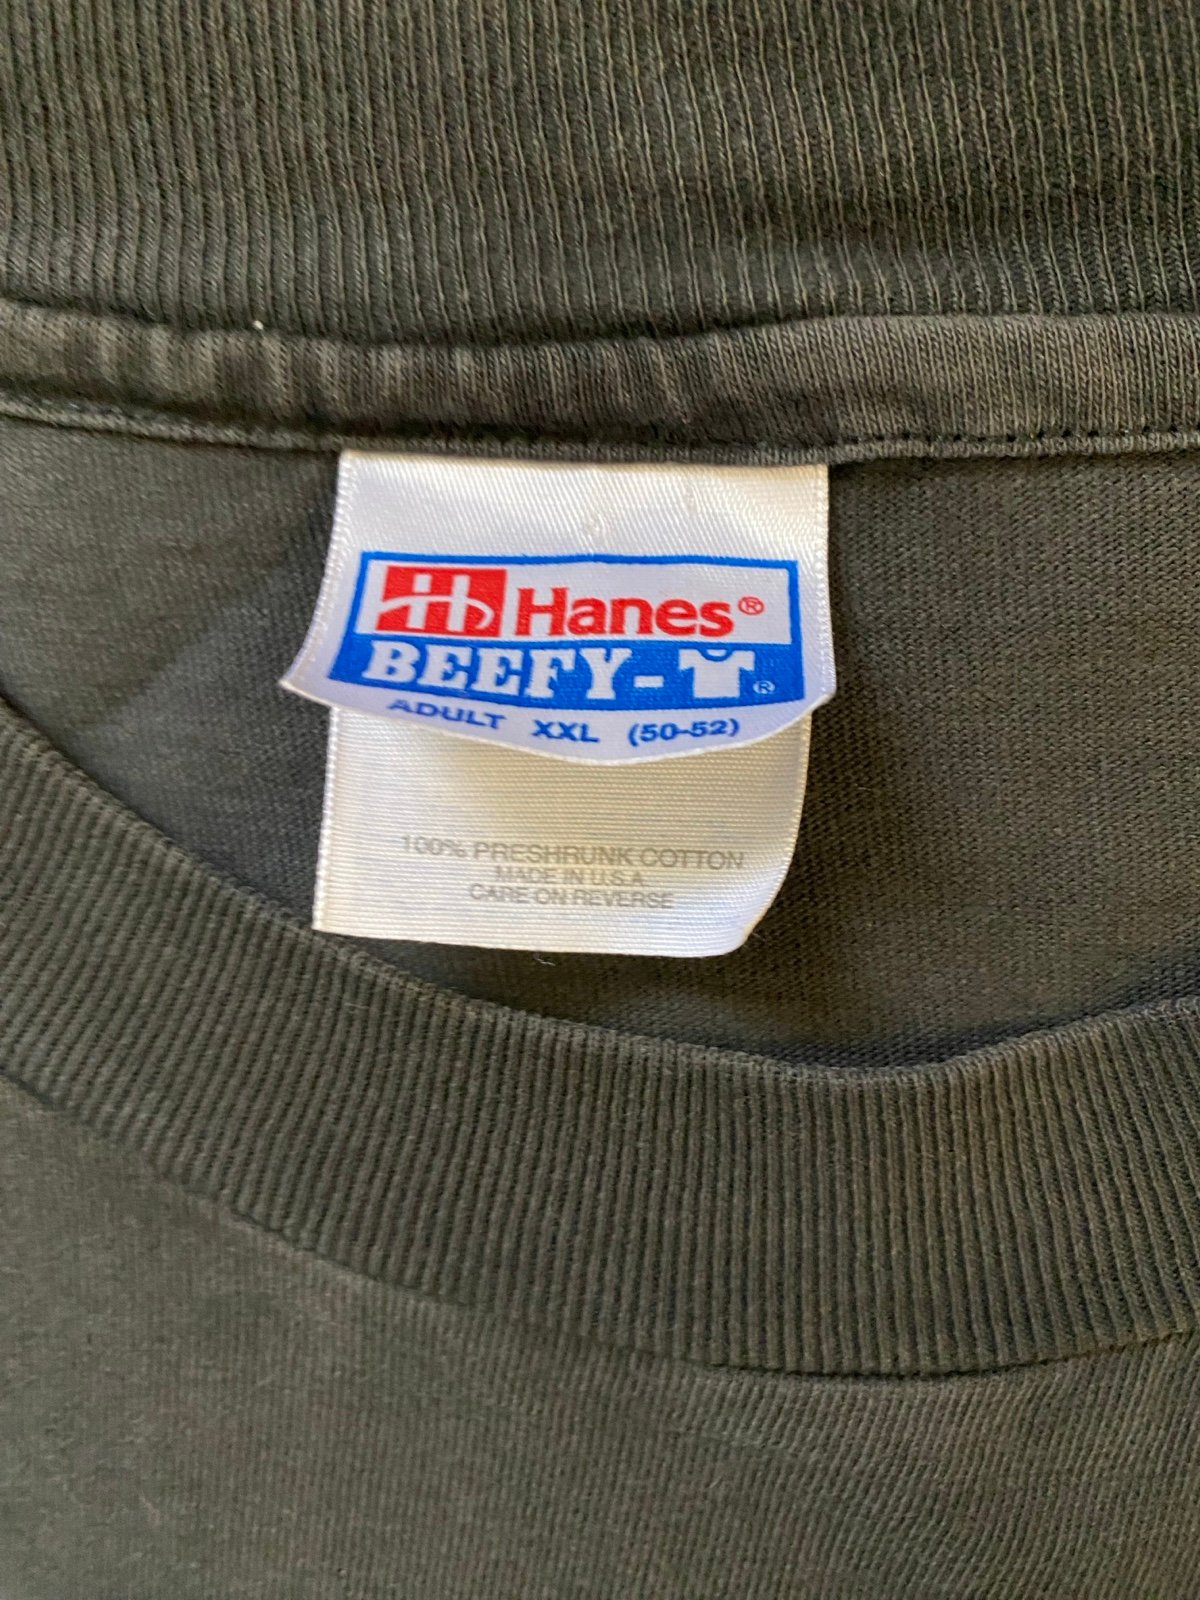 Hanes®
BEEFY-T®
ADULT XXL (50-52)
100% PRESHRUNK COTTON
MADE IN U.S.A.
CARE ON REVERSE